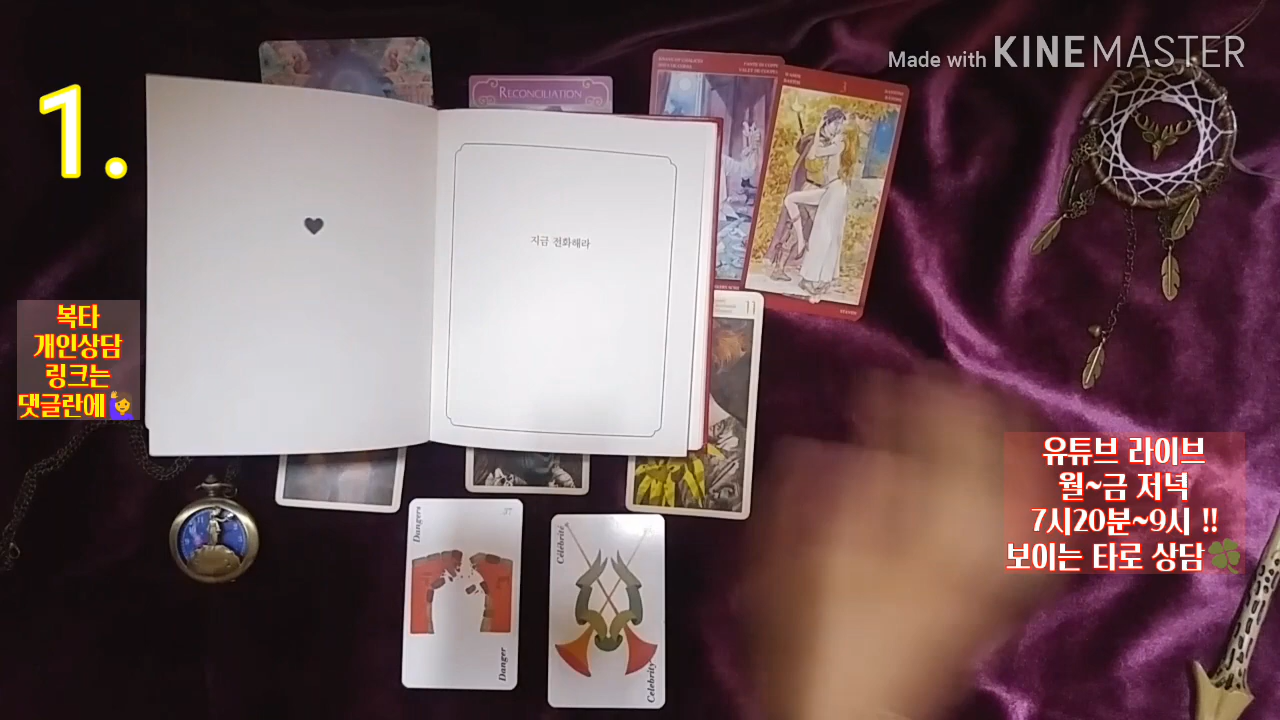 Made with KINEMASTER
1.
RECONCILIATION
3
지금 전화해라
11
복타
개인상담
링크는
댓글란에
유튜브 라이브
월~금 저녁
7시20분~9시 !!
보이는 타로 상담
Dangers
37
Danger
Célébrité
Celebrity